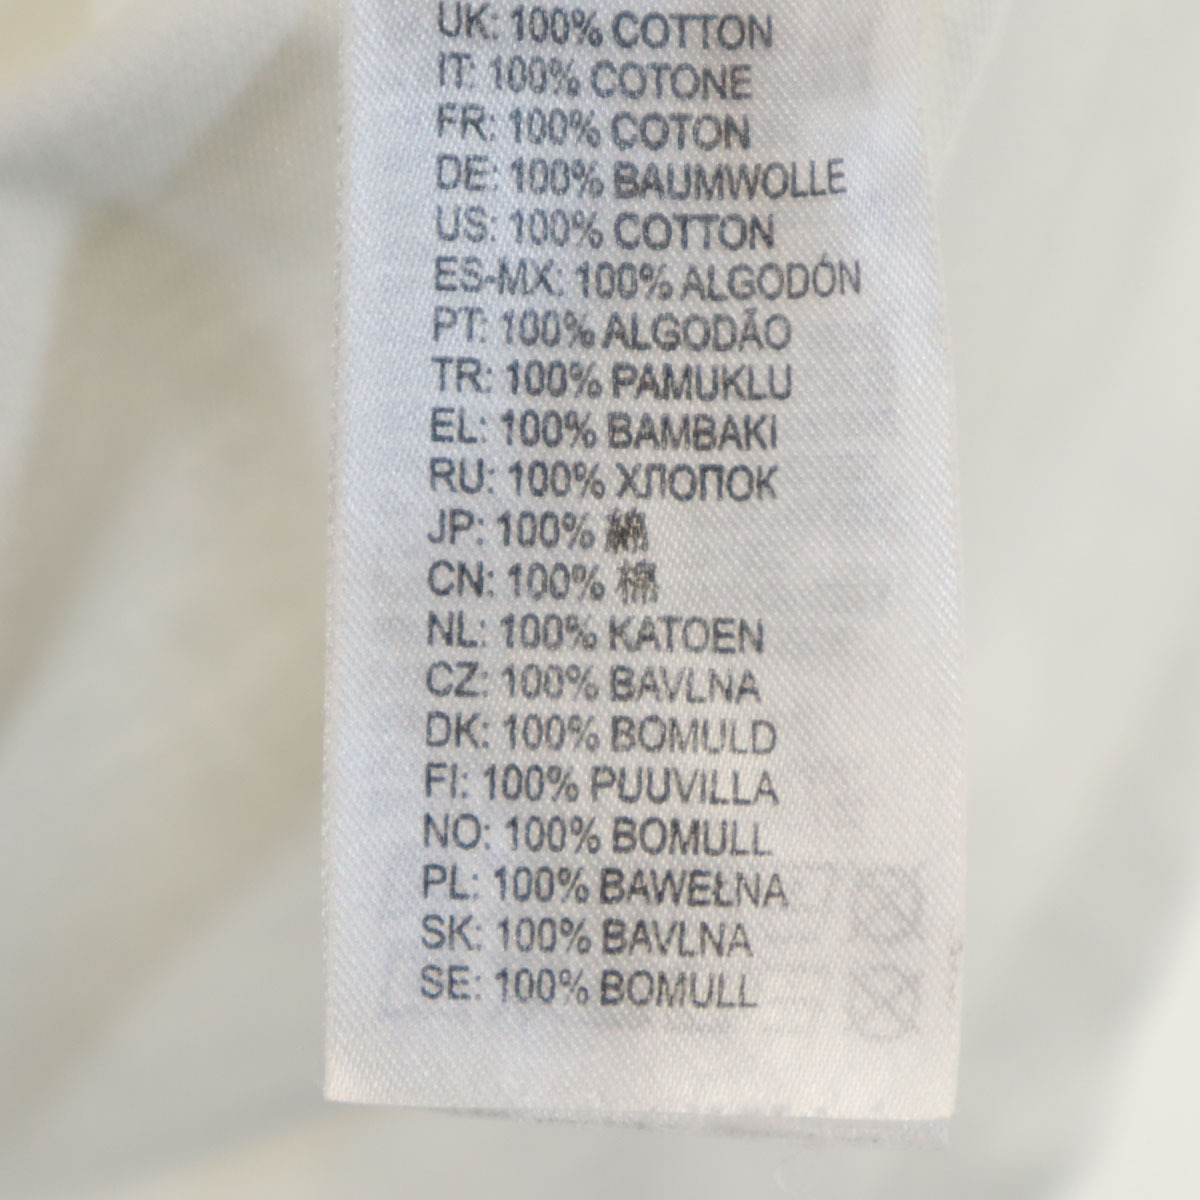 UK: 100% COTTON
IT: 100% COTONE
FR: 100% COTON
DE: 100% BAUMWOLLE
US: 100% COTTON
ES-MX: 100% ALGODÓN
PT: 100% ALGODÃO
TR: 100% PAMUKLU
EL: 100% BAMBAKI
RU: 100% ХЛОПОК
JP: 100% 綿
CN: 100% 棉
NL: 100% KATOEN
CZ: 100% BAVLNA
DK: 100% BOMULD
FI: 100% PUUVILLA
NO: 100% BOMULL
PL: 100% BAWEŁNA
SK: 100% BAVLNA
SE: 100% BOMULL